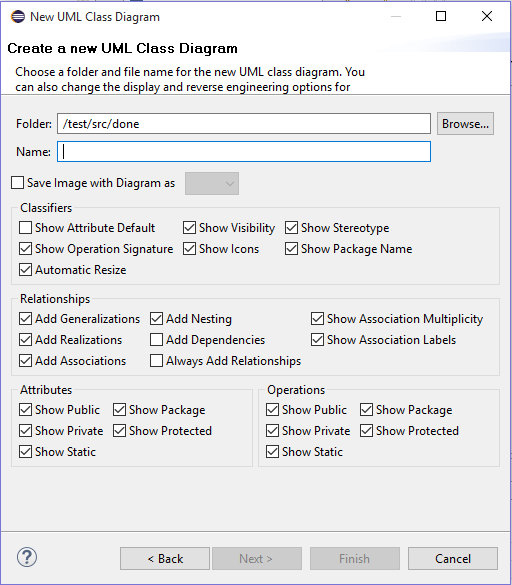 New UML Class Diagram
Create a new UML Class Diagram
Choose a folder and file name for the new UML class diagram. You
can also change the display and reverse engineering options for
Folder: /test/src/done Browse...
Name:
Save Image with Diagram as
Classifiers
Show Attribute Default Show Visibility Show Stereotype
Show Operation Signature Show Icons Show Package Name
Automatic Resize
Relationships
Add Generalizations Add Nesting Show Association Multiplicity
Add Realizations Add Dependencies Show Association Labels
Add Associations Always Add Relationships
Attributes Operations
Show Public Show Package Show Public Show Package
Show Private Show Protected Show Private Show Protected
Show Static Show Static
? < Back Next > Finish Cancel